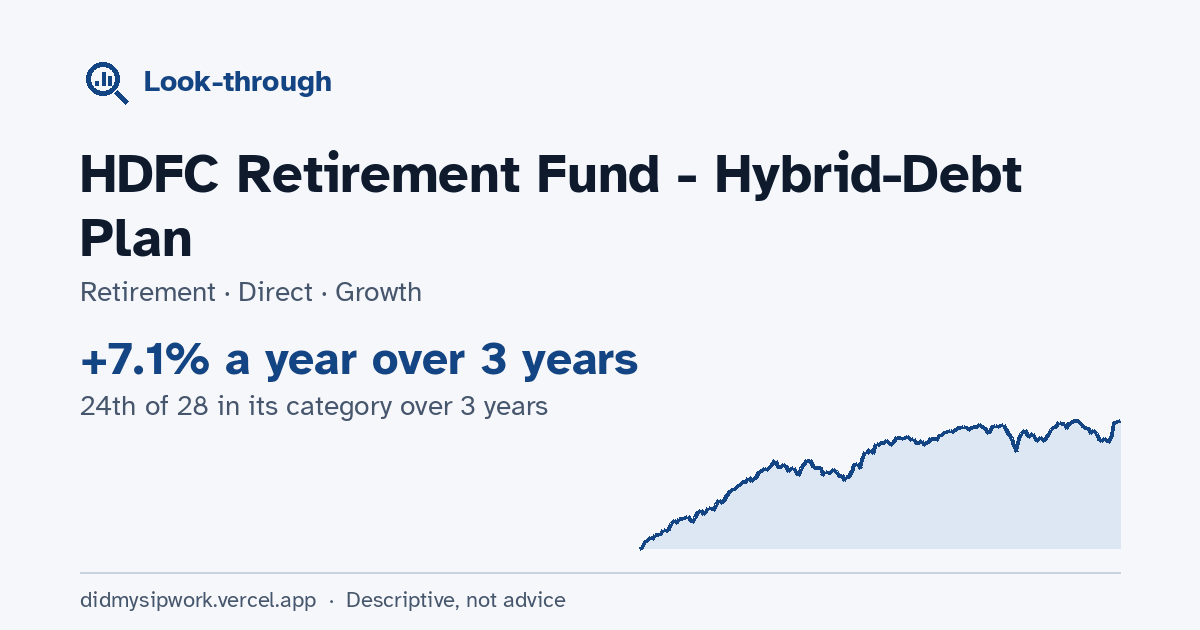 Look-through
HDFC Retirement Fund - Hybrid-Debt
Plan
Retirement · Direct · Growth
+7.1% a year over 3 years
24th of 28 in its category over 3 years
didmysipwork.vercel.app · Descriptive, not advice